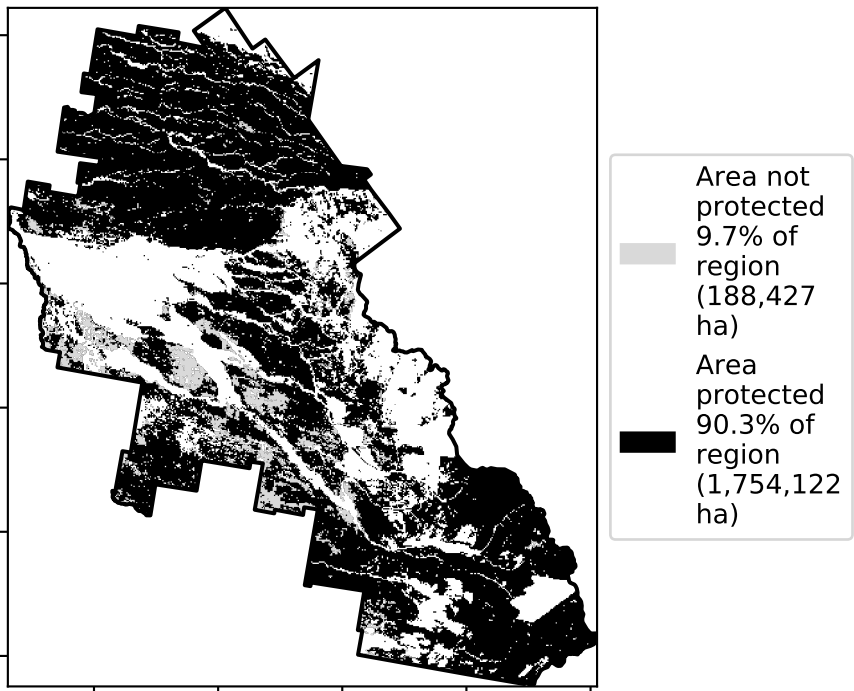 Area not
protected
9.7% of
region
(188,427
ha)
Area
protected
90.3% of
region
(1,754,122
ha)